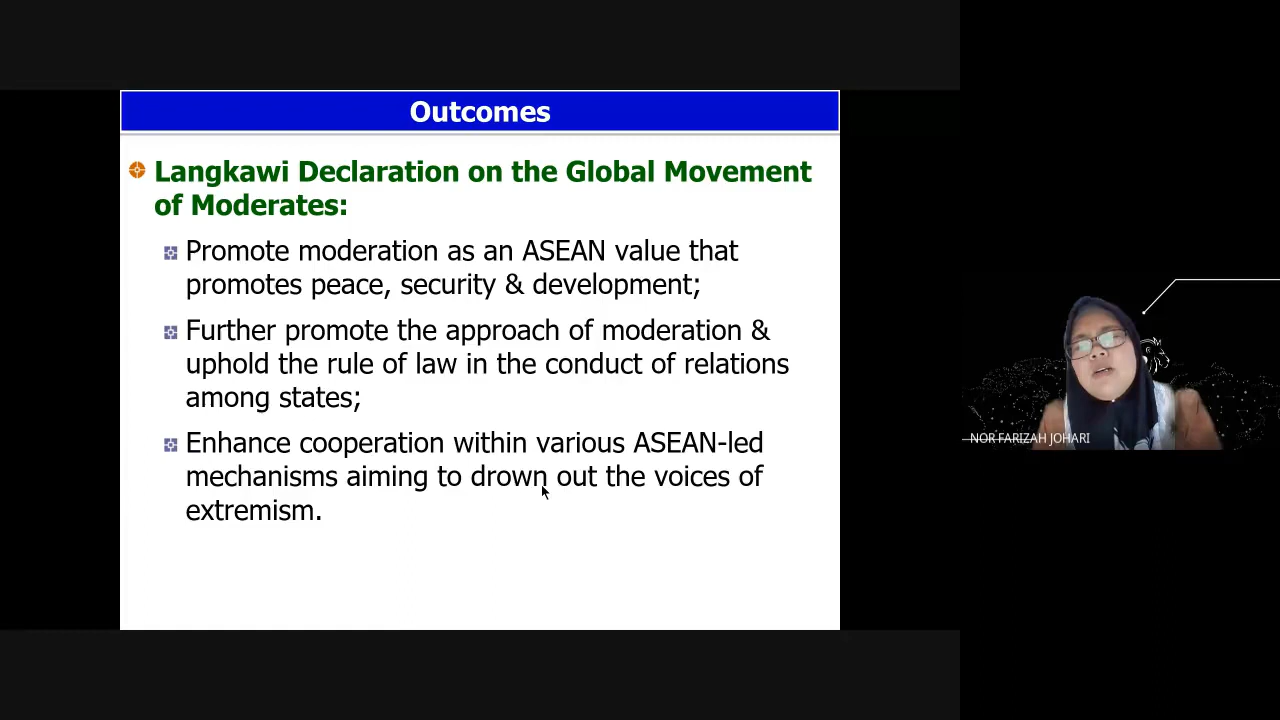 Outcomes
Langkawi Declaration on the Global Movement
of Moderates:
Promote moderation as an ASEAN value that
promotes peace, security & development;
Further promote the approach of moderation &
uphold the rule of law in the conduct of relations
among states;
Enhance cooperation within various ASEAN-led
mechanisms aiming to drown out the voices of
extremism.
NOR FARIZAH JOHARI